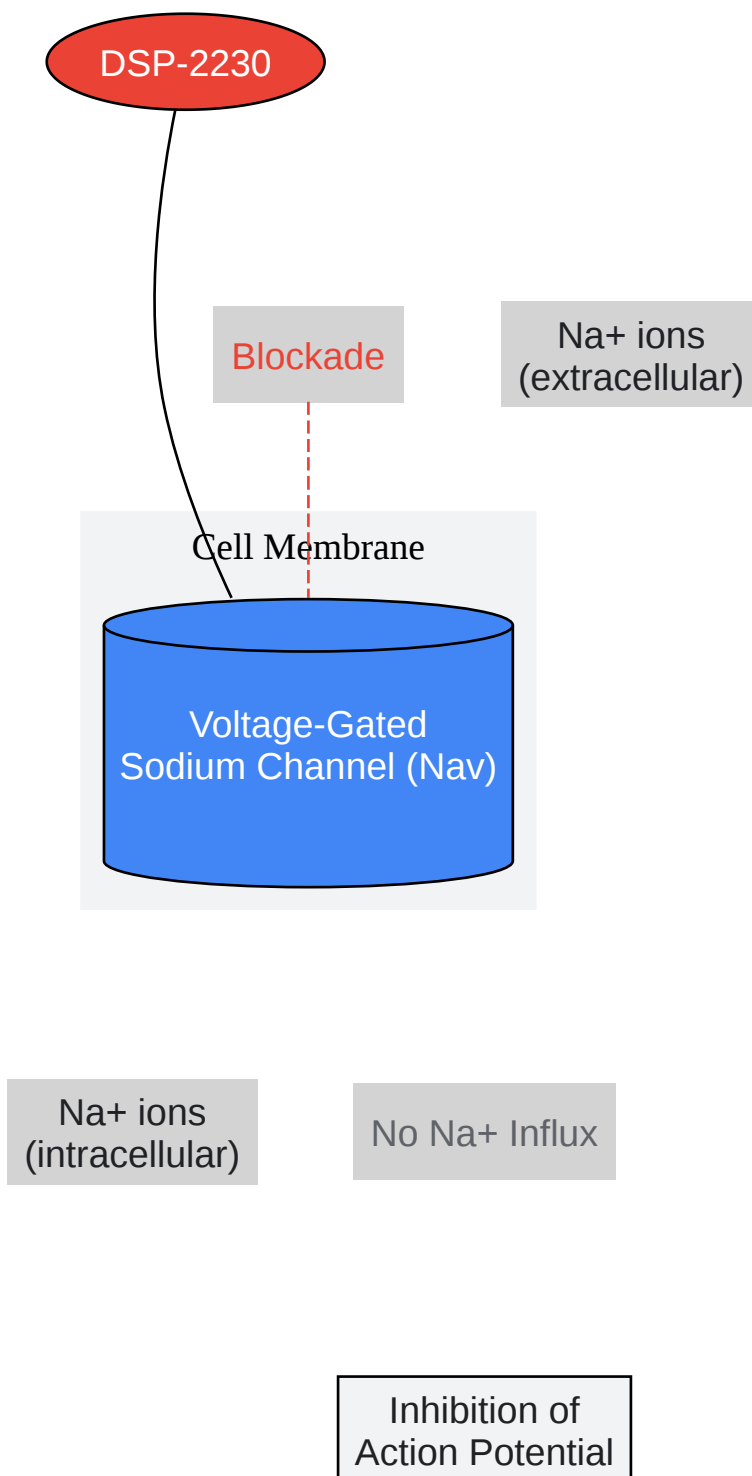 DSP-2230
Blockade
Na+ ions
(extracellular)
Cell Membrane
Voltage-Gated
Sodium Channel (Nav)
Na+ ions
(intracellular)
No Na+ Influx
Inhibition of
Action Potential